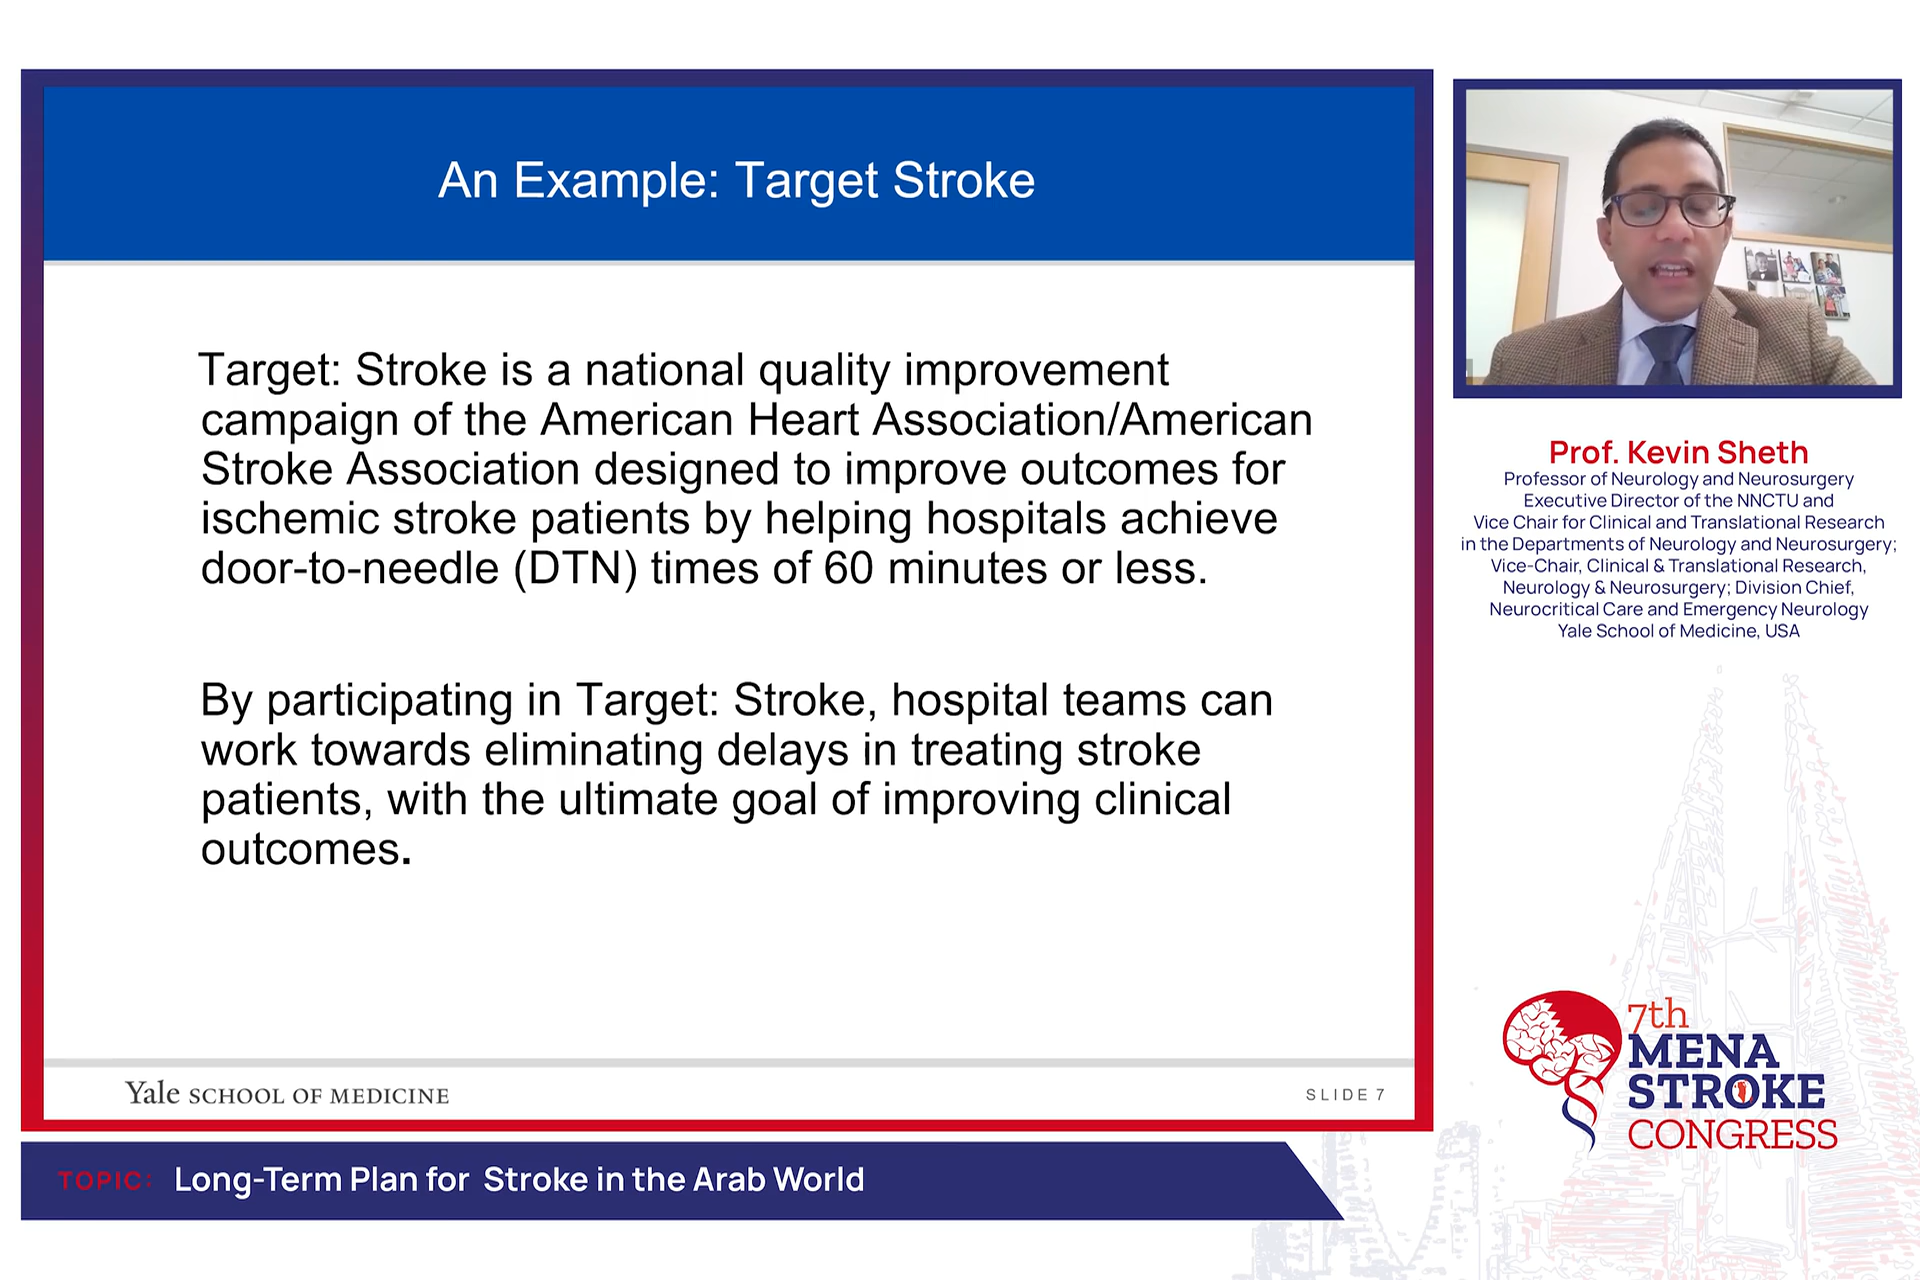 An Example: Target Stroke
Target: Stroke is a national quality improvement
campaign of the American Heart Association/American
Stroke Association designed to improve outcomes for
ischemic stroke patients by helping hospitals achieve
door-to-needle (DTN) times of 60 minutes or less.
By participating in Target: Stroke, hospital teams can
work towards eliminating delays in treating stroke
patients, with the ultimate goal of improving clinical
outcomes.
Yale SCHOOL OF MEDICINE
SLIDE 7
TOPIC: Long-Term Plan for Stroke in the Arab World
Prof. Kevin Sheth
Professor of Neurology and Neurosurgery
Executive Director of the NNCTU and
Vice Chair for Clinical and Translational Research
in the Departments of Neurology and Neurosurgery;
Vice-Chair, Clinical & Translational Research,
Neurology & Neurosurgery; Division Chief,
Neurocritical Care and Emergency Neurology
Yale School of Medicine, USA
7th
MENA
STROKE
CONGRESS